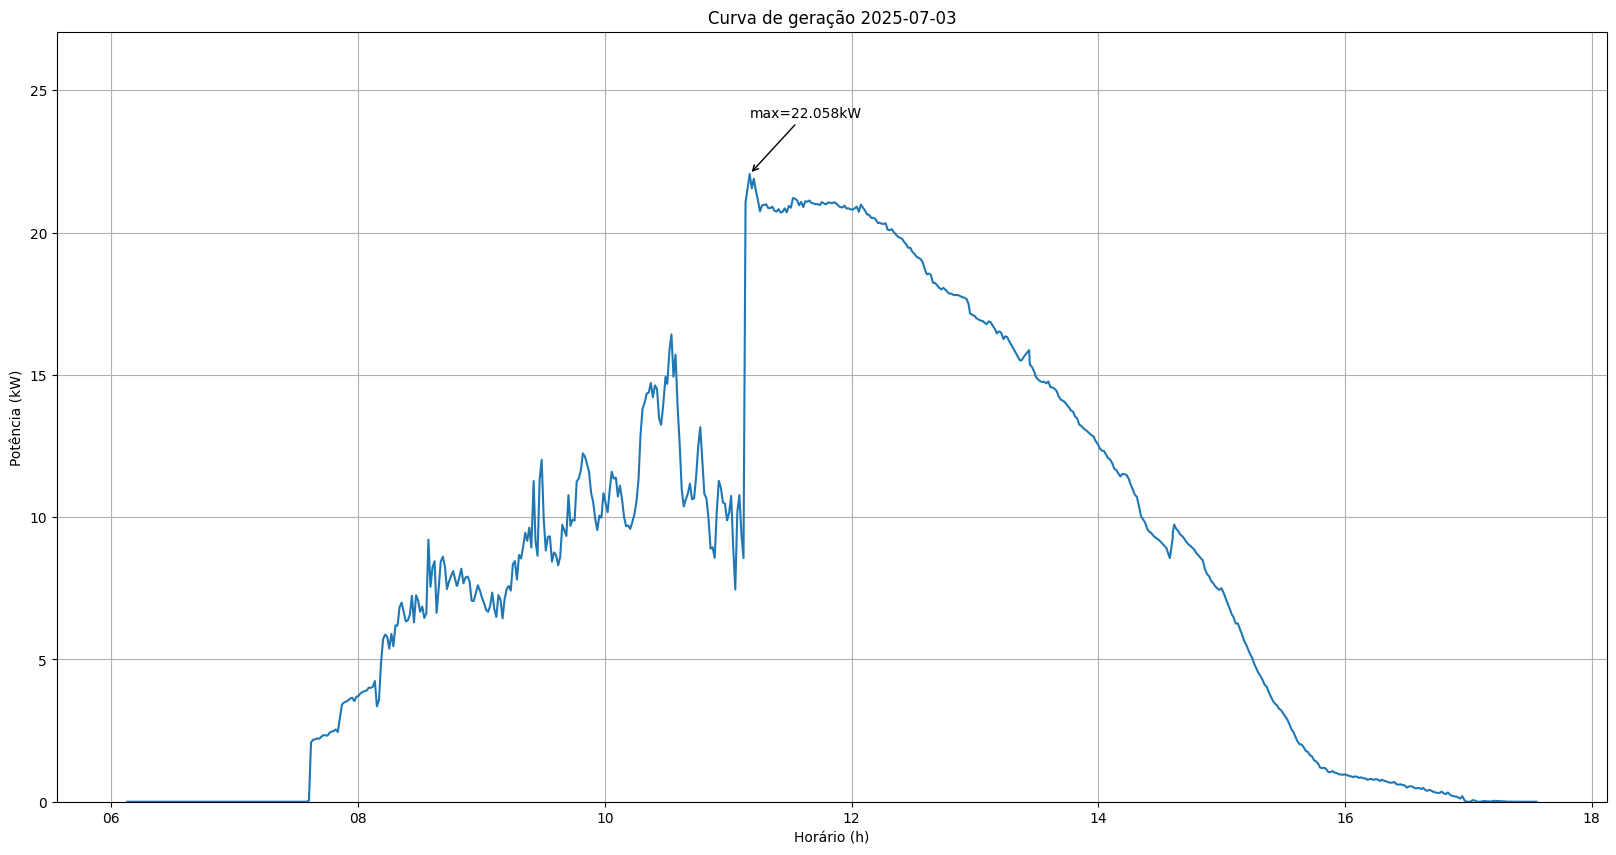 Curva de geração 2025-07-03
25
max=22.058kW
20
15
Potência (kW)
10
5
0
06 08 10 12 14 16 18
Horário (h)